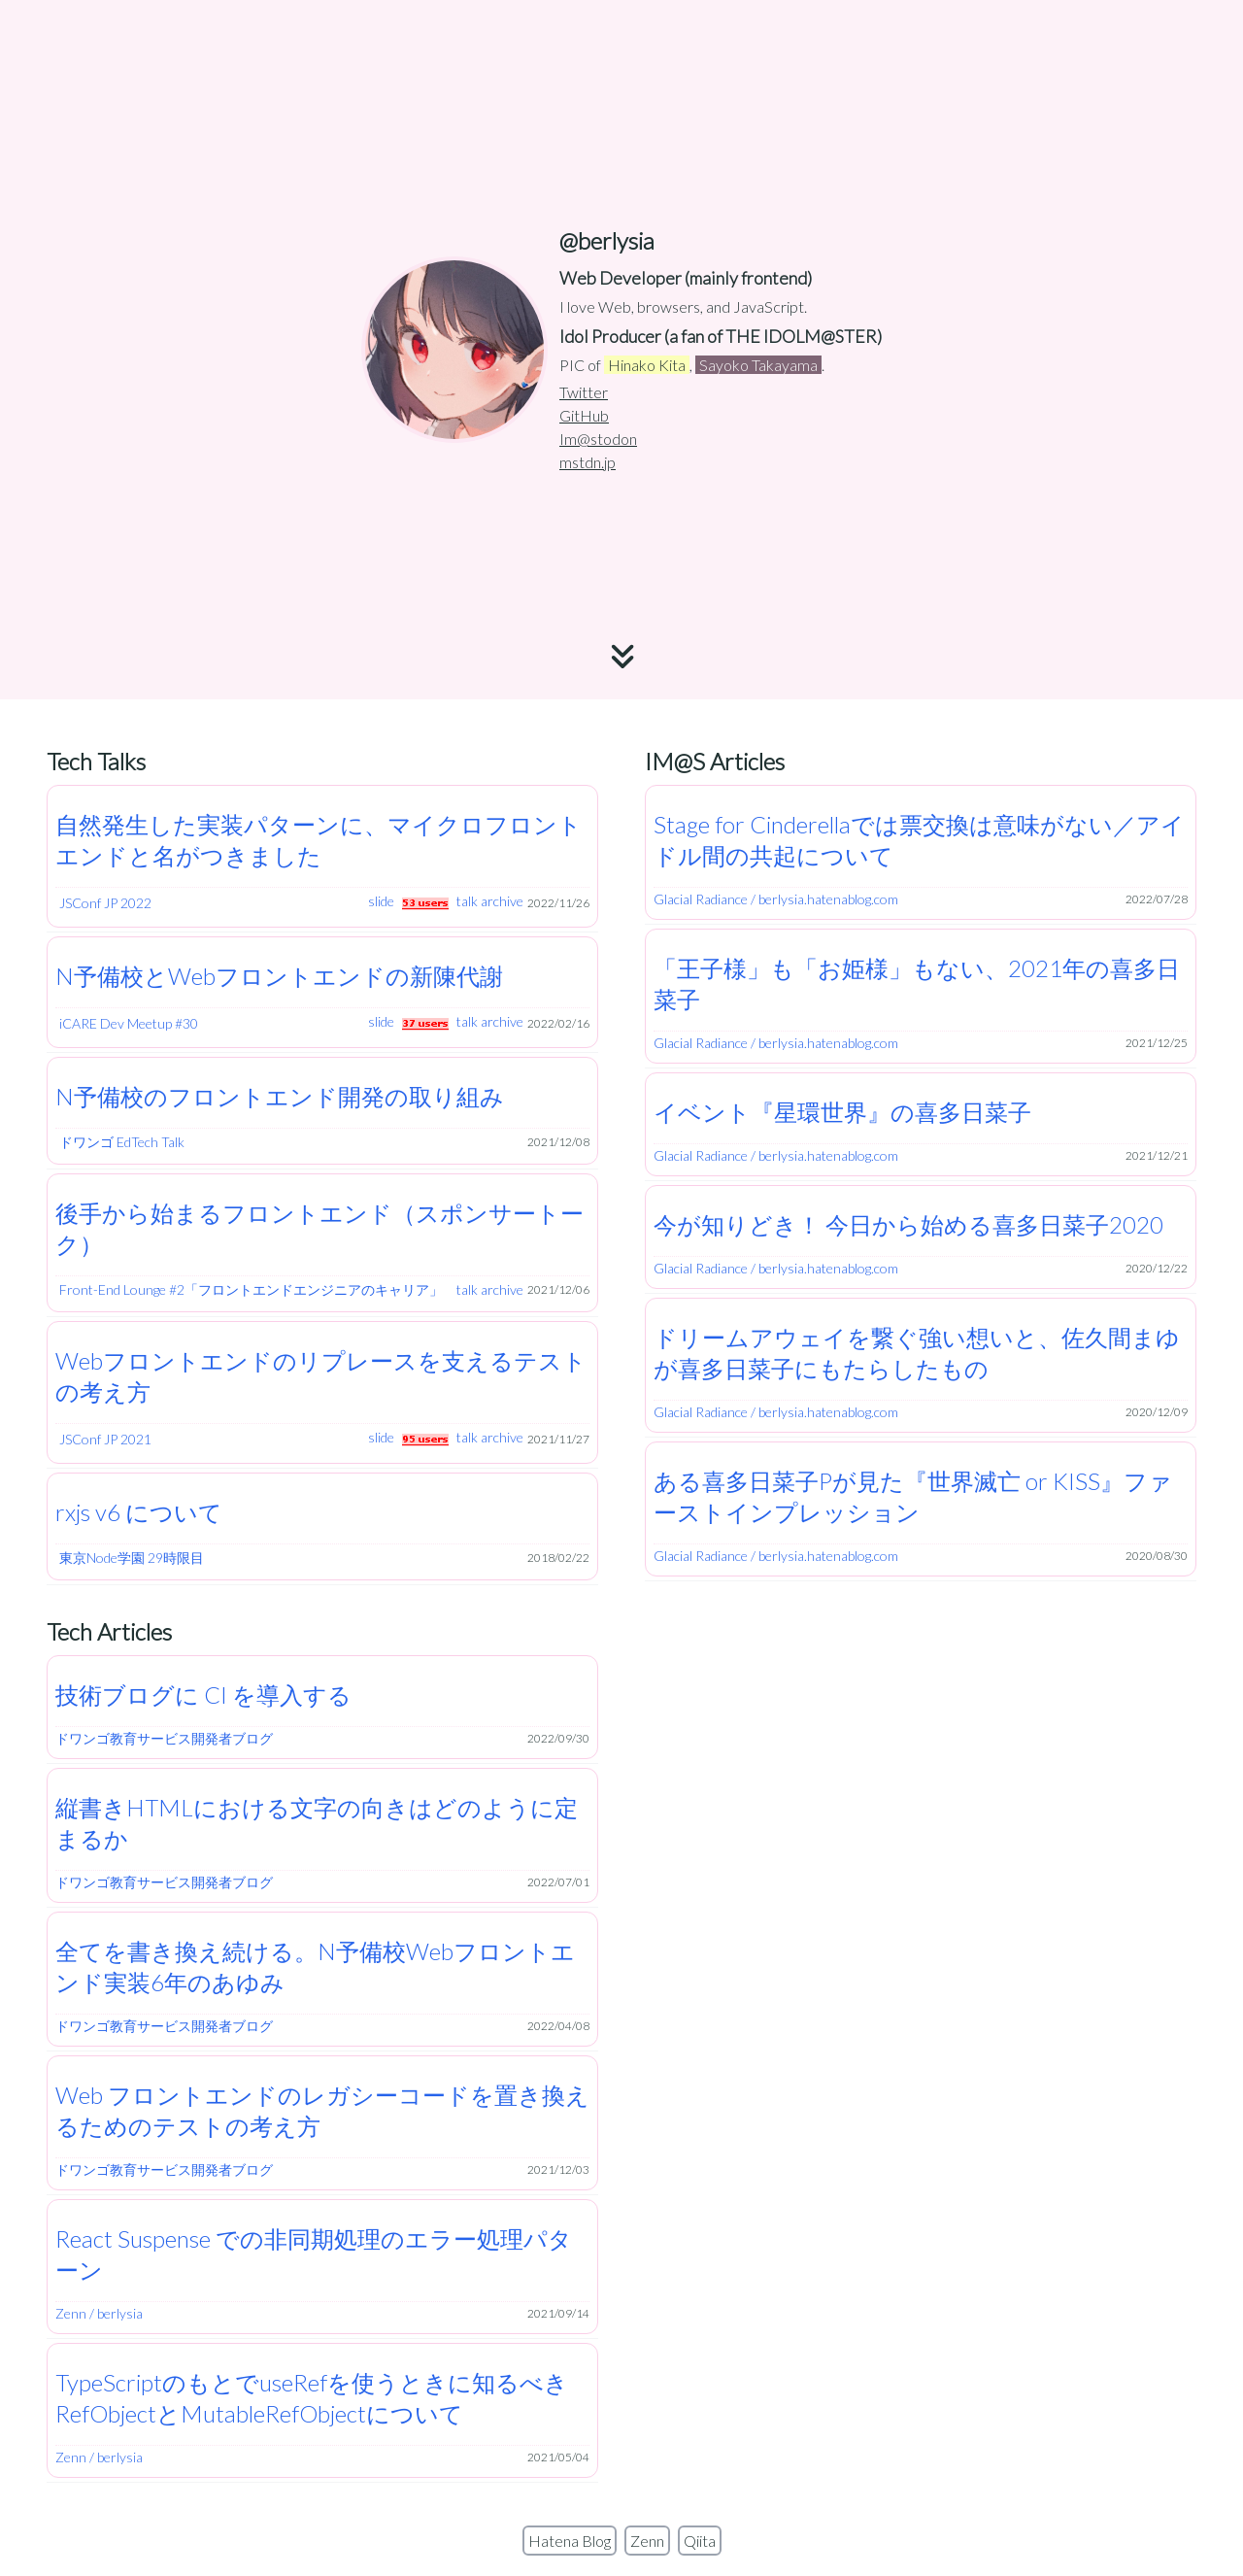 @berlysia
Web Developer (mainly frontend)
I love Web, browsers, and JavaScript.
Idol Producer (a fan of THE IDOLM@STER)
PIC of Hinako Kita, Sayoko Takayama.
Twitter
GitHub
Im@stodon
mstdn.jp
Tech Talks
自然発生した実装パターンに、マイクロフロント
エンドと名がつきました
JSConf JP 2022 slide 53 users talk archive 2022/11/26
N予備校とWebフロントエンドの新陳代謝
iCARE Dev Meetup #30 slide 37 users talk archive 2022/02/16
N予備校のフロントエンド開発の取り組み
ドワンゴ EdTech Talk 2021/12/08
後手から始まるフロントエンド（スポンサートー
ク）
Front-End Lounge #2「フロントエンドエンジニアのキャリア」 talk archive 2021/12/06
Webフロントエンドのリプレースを支えるテスト
の考え方
JSConf JP 2021 slide 95 users talk archive 2021/11/27
rxjs v6 について
東京Node学園 29時限目 2018/02/22
IM@S Articles
Stage for Cinderellaでは票交換は意味がない／アイ
ドル間の共起について
Glacial Radiance / berlysia.hatenablog.com 2022/07/28
「王子様」も「お姫様」もない、2021年の喜多日
菜子
Glacial Radiance / berlysia.hatenablog.com 2021/12/25
イベント『星環世界』の喜多日菜子
Glacial Radiance / berlysia.hatenablog.com 2021/12/21
今が知りどき！ 今日から始める喜多日菜子2020
Glacial Radiance / berlysia.hatenablog.com 2020/12/22
ドリームアウェイを繋ぐ強い想いと、佐久間まゆ
が喜多日菜子にもたらしたもの
Glacial Radiance / berlysia.hatenablog.com 2020/12/09
ある喜多日菜子Pが見た『世界滅亡 or KISS』ファ
ーストインプレッション
Glacial Radiance / berlysia.hatenablog.com 2020/08/30
Tech Articles
技術ブログに CI を導入する
ドワンゴ教育サービス開発者ブログ 2022/09/30
縦書きHTMLにおける文字の向きはどのように定
まるか
ドワンゴ教育サービス開発者ブログ 2022/07/01
全てを書き換え続ける。N予備校Webフロントエ
ンド実装6年のあゆみ
ドワンゴ教育サービス開発者ブログ 2022/04/08
Web フロントエンドのレガシーコードを置き換え
るためのテストの考え方
ドワンゴ教育サービス開発者ブログ 2021/12/03
React Suspense での非同期処理のエラー処理パタ
ーン
Zenn / berlysia 2021/09/14
TypeScriptのもとでuseRefを使うときに知るべき
RefObjectとMutableRefObjectについて
Zenn / berlysia 2021/05/04
Hatena Blog Zenn Qiita